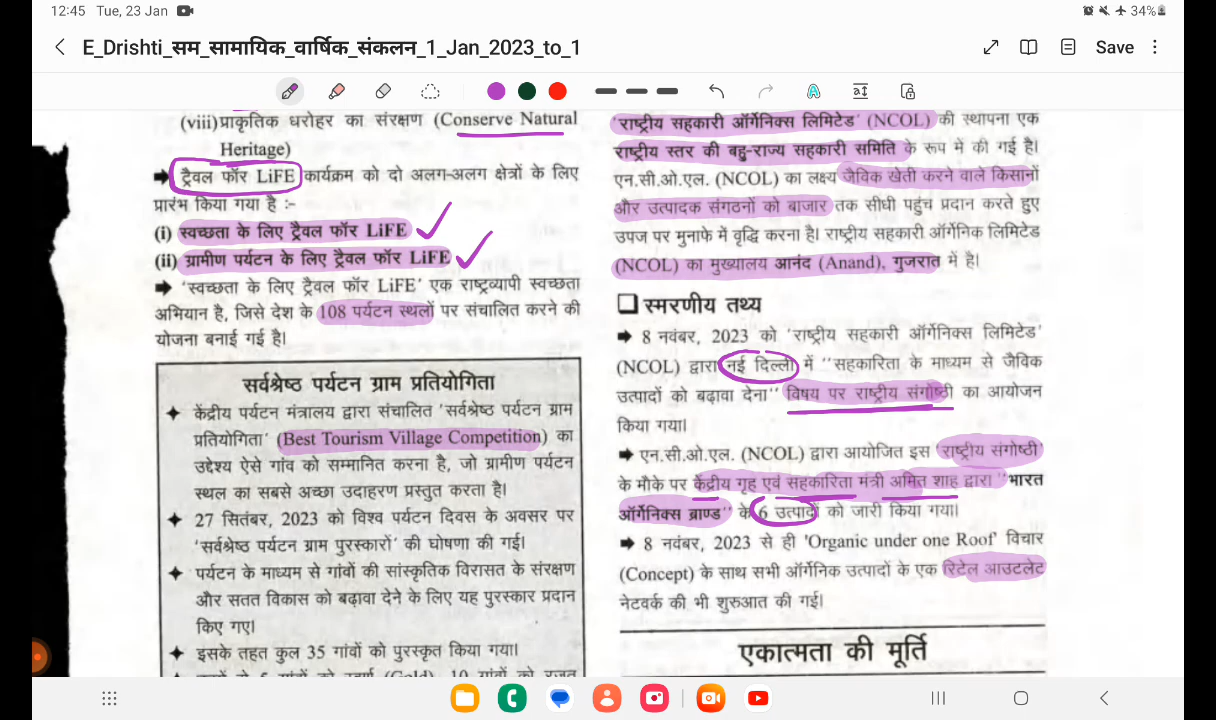 12:45 Tue, 23 Jan
34%
E_Drishti_सम_सामायिक_वार्षिक_संकलन_1_Jan_2023_to_1
Save
(viii)प्राकृतिक धरोहर का संरक्षण (Conserve Natural
Heritage)
➡ ट्रैवल फॉर LiFE कार्यक्रम को दो अलग-अलग क्षेत्रों के लिए
प्रारंभ किया गया है :-
(i) स्वच्छता के लिए ट्रैवल फॉर LiFE
(ii) ग्रामीण पर्यटन के लिए ट्रैवल फॉर LiFE
➡ 'स्वच्छता के लिए ट्रैवल फॉर LiFE' एक राष्ट्रव्यापी स्वच्छता
अभियान है, जिसे देश के 108 पर्यटन स्थलों पर संचालित करने की
योजना बनाई गई है।
सर्वश्रेष्ठ पर्यटन ग्राम प्रतियोगिता
✦ केंद्रीय पर्यटन मंत्रालय द्वारा संचालित 'सर्वश्रेष्ठ पर्यटन ग्राम
प्रतियोगिता' (Best Tourism Village Competition) का
उद्देश्य ऐसे गांव को सम्मानित करना है, जो ग्रामीण पर्यटन
स्थल का सबसे अच्छा उदाहरण प्रस्तुत करता है।
✦ 27 सितंबर, 2023 को विश्व पर्यटन दिवस के अवसर पर
'सर्वश्रेष्ठ पर्यटन ग्राम पुरस्कारों' की घोषणा की गई।
✦ पर्यटन के माध्यम से गांवों की सांस्कृतिक विरासत के संरक्षण
और सतत विकास को बढ़ावा देने के लिए यह पुरस्कार प्रदान
किए गए।
✦ इसके तहत कुल 35 गांवों को पुरस्कृत किया गया।
'राष्ट्रीय सहकारी ऑर्गेनिक्स लिमिटेड' (NCOL) की स्थापना एक
राष्ट्रीय स्तर की बहु-राज्य सहकारी समिति के रूप में की गई है।
एन.सी.ओ.एल. (NCOL) का लक्ष्य जैविक खेती करने वाले किसानों
और उत्पादक संगठनों को बाजार तक सीधी पहुंच प्रदान करते हुए
उपज पर मुनाफे में वृद्धि करना है। राष्ट्रीय सहकारी ऑर्गेनिक लिमिटेड
(NCOL) का मुख्यालय आनंद (Anand), गुजरात में है।
❑ स्मरणीय तथ्य
➡ 8 नवंबर, 2023 को 'राष्ट्रीय सहकारी ऑर्गेनिक्स लिमिटेड'
(NCOL) द्वारा नई दिल्ली में "सहकारिता के माध्यम से जैविक
उत्पादों को बढ़ावा देना" विषय पर राष्ट्रीय संगोष्ठी का आयोजन
किया गया।
➡ एन.सी.ओ.एल. (NCOL) द्वारा आयोजित इस 'राष्ट्रीय संगोष्ठी'
के मौके पर केंद्रीय गृह एवं सहकारिता मंत्री अमित शाह द्वारा "भारत
ऑर्गेनिक्स ब्राण्ड" के 6 उत्पादों को जारी किया गया।
➡ 8 नवंबर, 2023 से ही 'Organic under one Roof' विचार
(Concept) के साथ सभी ऑर्गेनिक उत्पादों के एक रिटेल आउटलेट
नेटवर्क की भी शुरुआत की गई।
एकात्मता की मूर्ति